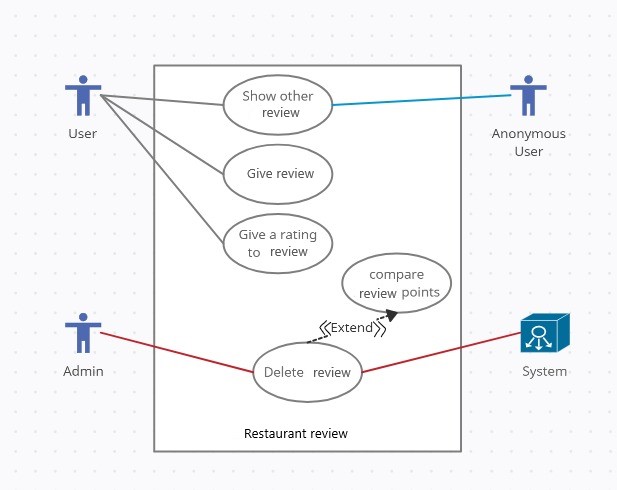 Show other
review
User
Anonymous
User
Give review
Give a rating
to review
compare
review points
《Extend》
Admin
Delete review
System
Restaurant review